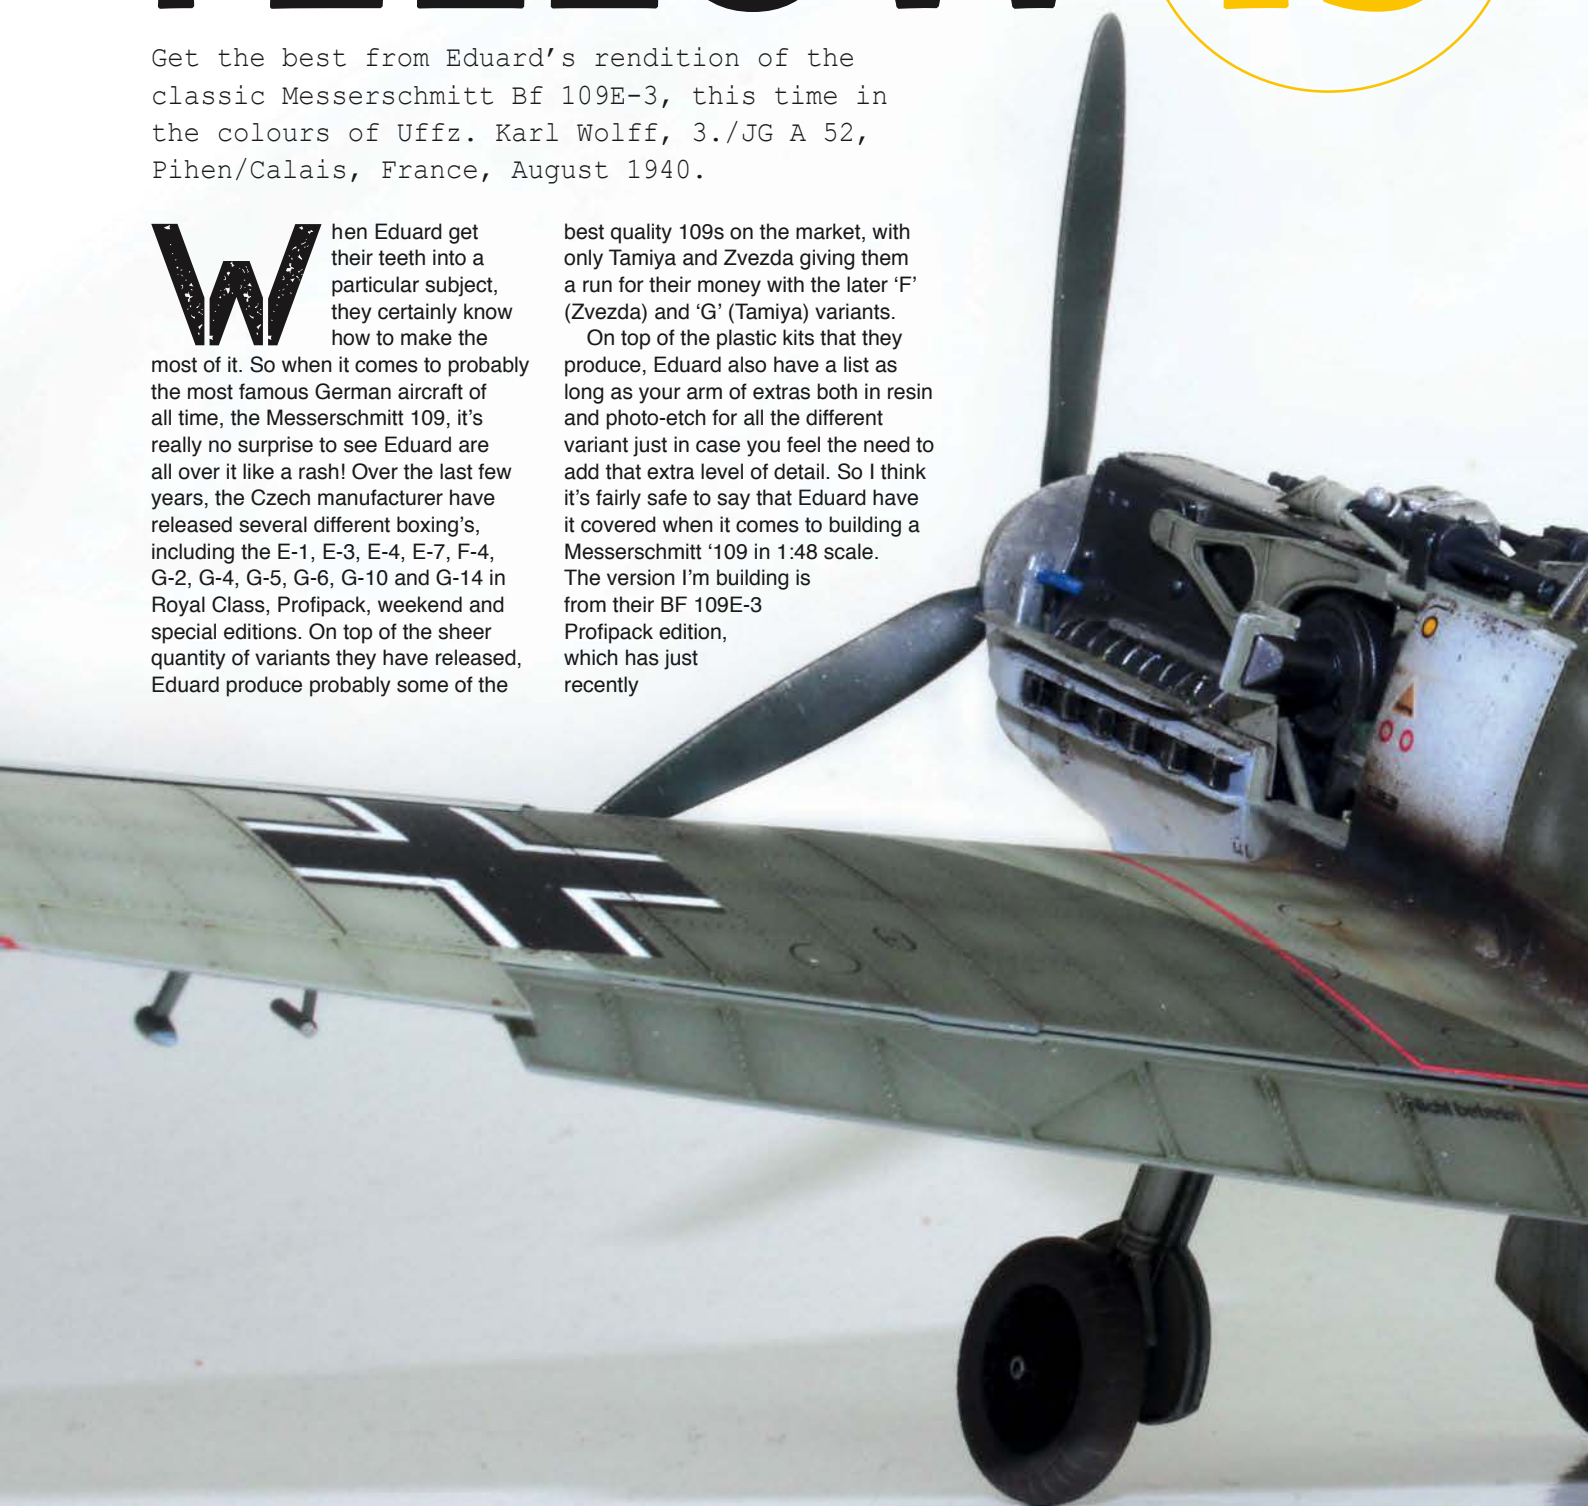 Get the best from Eduard’s rendition of the
classic Messerschmitt Bf 109E-3, this time in
the colours of Uffz. Karl Wolff, 3./JG A 52,
Pihen/Calais, France, August 1940.
When Eduard get
their teeth into a
particular subject,
they certainly know
how to make the
most of it. So when it comes to probably
the most famous German aircraft of
all time, the Messerschmitt 109, it’s
really no surprise to see Eduard are
all over it like a rash! Over the last few
years, the Czech manufacturer have
released several different boxing’s,
including the E-1, E-3, E-4, E-7, F-4,
G-2, G-4, G-5, G-6, G-10 and G-14 in
Royal Class, Profipack, weekend and
special editions. On top of the sheer
quantity of variants they have released,
Eduard produce probably some of the
best quality 109s on the market, with
only Tamiya and Zvezda giving them
a run for their money with the later ‘F’
(Zvezda) and ‘G’ (Tamiya) variants.
On top of the plastic kits that they
produce, Eduard also have a list as
long as your arm of extras both in resin
and photo-etch for all the different
variant just in case you feel the need to
add that extra level of detail. So I think
it’s fairly safe to say that Eduard have
it covered when it comes to building a
Messerschmitt ‘109 in 1:48 scale.
The version I’m building is
from their BF 109E-3
Profipack edition,
which has just
recently
Nicht betreten